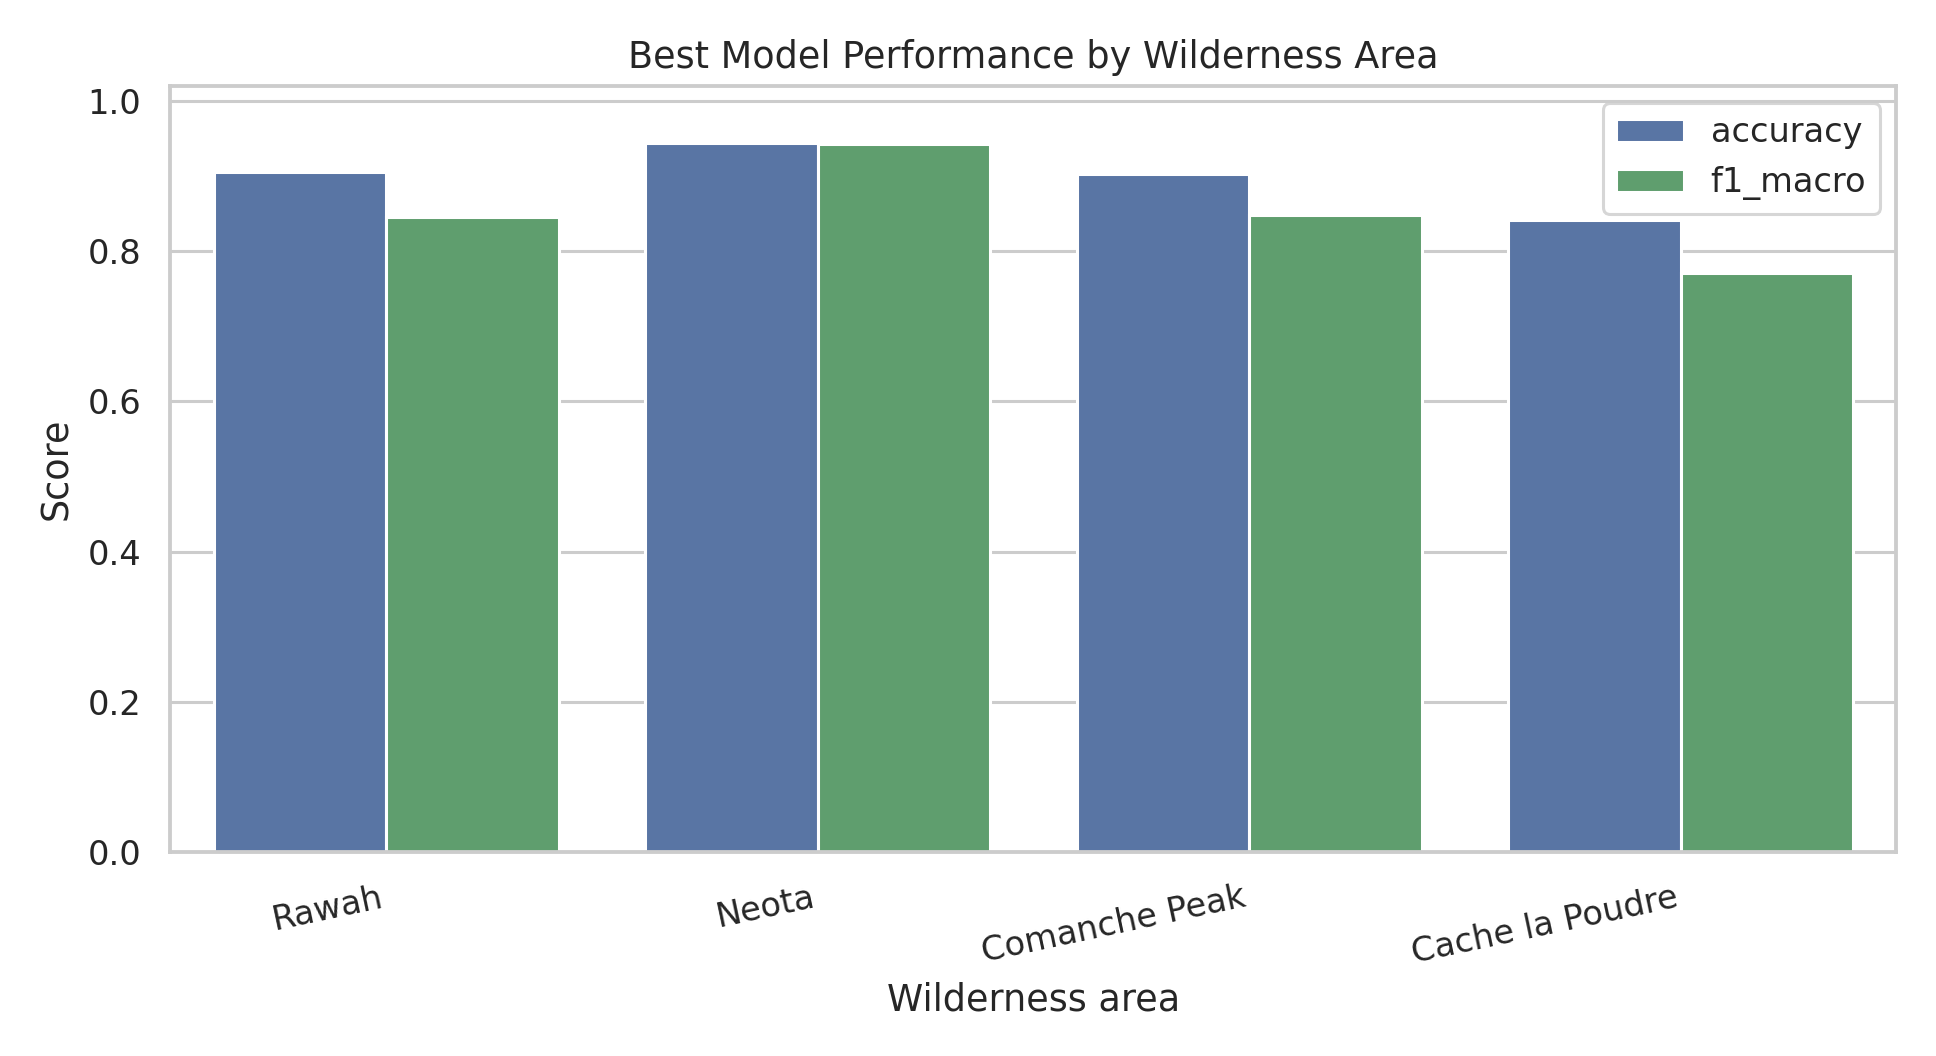 Best Model Performance by Wilderness Area
1.0
0.8
0.6
0.4
0.2
0.0
Score
accuracy
f1_macro
Rawah
Neota
Comanche Peak
Cache la Poudre
Wilderness area